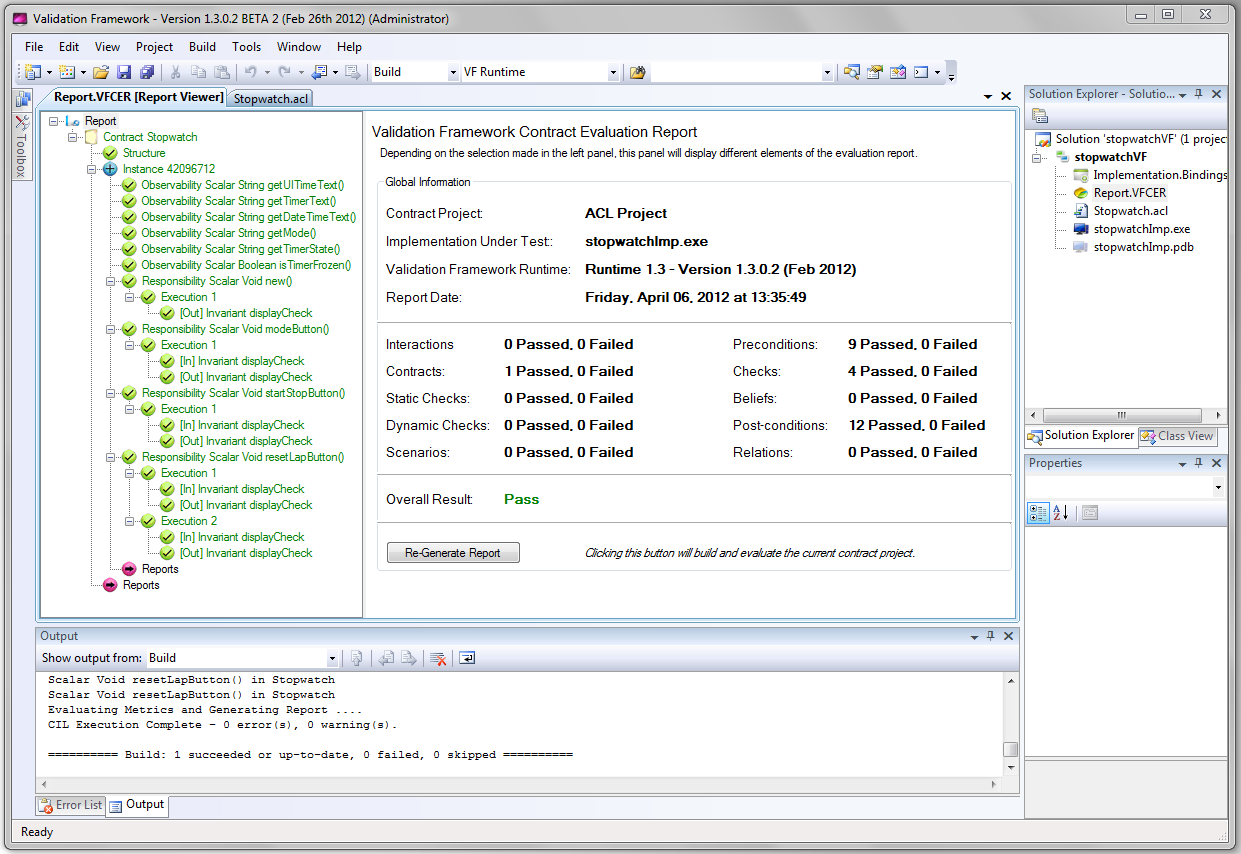 Validation Framework - Version 1.3.0.2 BETA 2 (Feb 26th 2012) (Administrator)
File Edit View Project Build Tools Window Help
Build VF Runtime
Report.VFCER [Report Viewer] Stopwatch.acl
Toolbox
Report
Contract Stopwatch
Structure
Instance 42096712
Observability Scalar String getUITimeText()
Observability Scalar String getTimerText()
Observability Scalar String getDateTimeText()
Observability Scalar String getMode()
Observability Scalar String getTimerState()
Observability Scalar Boolean isTimerFrozen()
Responsibility Scalar Void new()
Execution 1
[Out] Invariant displayCheck
Responsibility Scalar Void modeButton()
Execution 1
[In] Invariant displayCheck
[Out] Invariant displayCheck
Responsibility Scalar Void startStopButton()
Execution 1
[In] Invariant displayCheck
[Out] Invariant displayCheck
Responsibility Scalar Void resetLapButton()
Execution 1
[In] Invariant displayCheck
[Out] Invariant displayCheck
Execution 2
[In] Invariant displayCheck
[Out] Invariant displayCheck
Reports
Reports
Validation Framework Contract Evaluation Report
Depending on the selection made in the left panel, this panel will display different elements of the evaluation report.
Global Information
Contract Project: ACL Project
Implementation Under Test: stopwatchImp.exe
Validation Framework Runtime: Runtime 1.3 - Version 1.3.0.2 (Feb 2012)
Report Date: Friday, April 06, 2012 at 13:35:49
Interactions 0 Passed, 0 Failed Preconditions: 9 Passed, 0 Failed
Contracts: 1 Passed, 0 Failed Checks: 4 Passed, 0 Failed
Static Checks: 0 Passed, 0 Failed Beliefs: 0 Passed, 0 Failed
Dynamic Checks: 0 Passed, 0 Failed Post-conditions: 12 Passed, 0 Failed
Scenarios: 0 Passed, 0 Failed Relations: 0 Passed, 0 Failed
Overall Result: Pass
Re-Generate Report Clicking this button will build and evaluate the current contract project.
Solution Explorer - Solutio...
Solution 'stopwatchVF' (1 projec
stopwatchVF
Implementation.Bindings
Report.VFCER
Stopwatch.acl
stopwatchImp.exe
stopwatchImp.pdb
Solution Explorer Class View
Properties
Output
Show output from: Build
Scalar Void resetLapButton() in Stopwatch
Scalar Void resetLapButton() in Stopwatch
Evaluating Metrics and Generating Report ....
CIL Execution Complete - 0 error(s), 0 warning(s).
========== Build: 1 succeeded or up-to-date, 0 failed, 0 skipped ==========
Error List Output
Ready